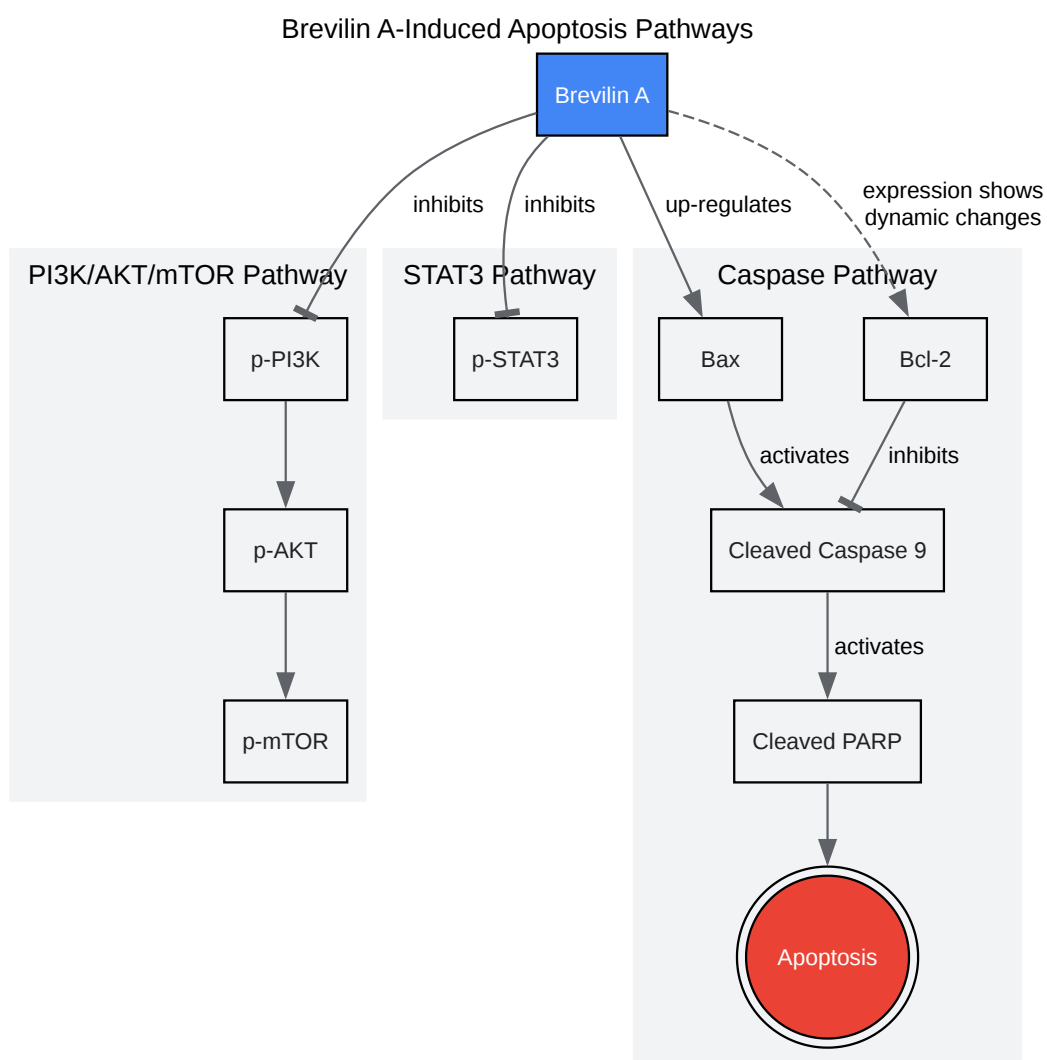 Brevilin A-Induced Apoptosis Pathways
Brevilin A
inhibits
inhibits
up-regulates
expression shows
dynamic changes
PI3K/AKT/mTOR Pathway
STAT3 Pathway
Caspase Pathway
p-PI3K
p-STAT3
Bax
Bcl-2
activates
inhibits
p-AKT
Cleaved Caspase 9
activates
p-mTOR
Cleaved PARP
Apoptosis